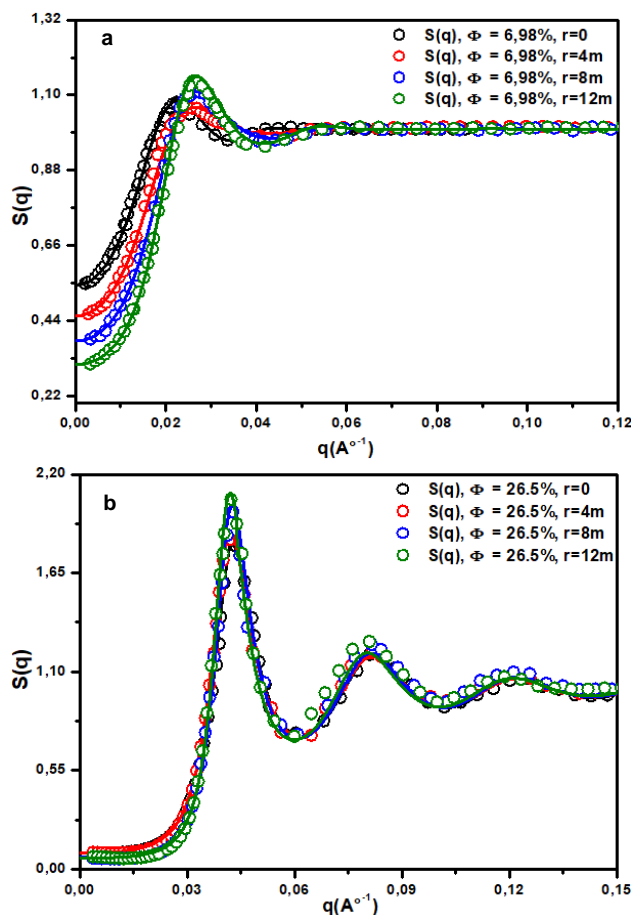 a
S(q), Φ = 6,98%, r=0
S(q), Φ = 6,98%, r=4m
S(q), Φ = 6,98%, r=8m
S(q), Φ = 6,98%, r=12m
1,32
1,10
0,88
0,66
0,44
0,22
S(q)
0,00 0,02 0,04 0,06 0,08 0,10 0,12
q(A°⁻¹)
b
S(q), Φ = 26.5%, r=0
S(q), Φ = 26.5%, r=4m
S(q), Φ = 26.5%, r=8m
S(q), Φ = 26.5%, r=12m
2,20
1,65
1,10
0,55
0,00
S(q)
0,00 0,03 0,06 0,09 0,12 0,15
q(A°⁻¹)